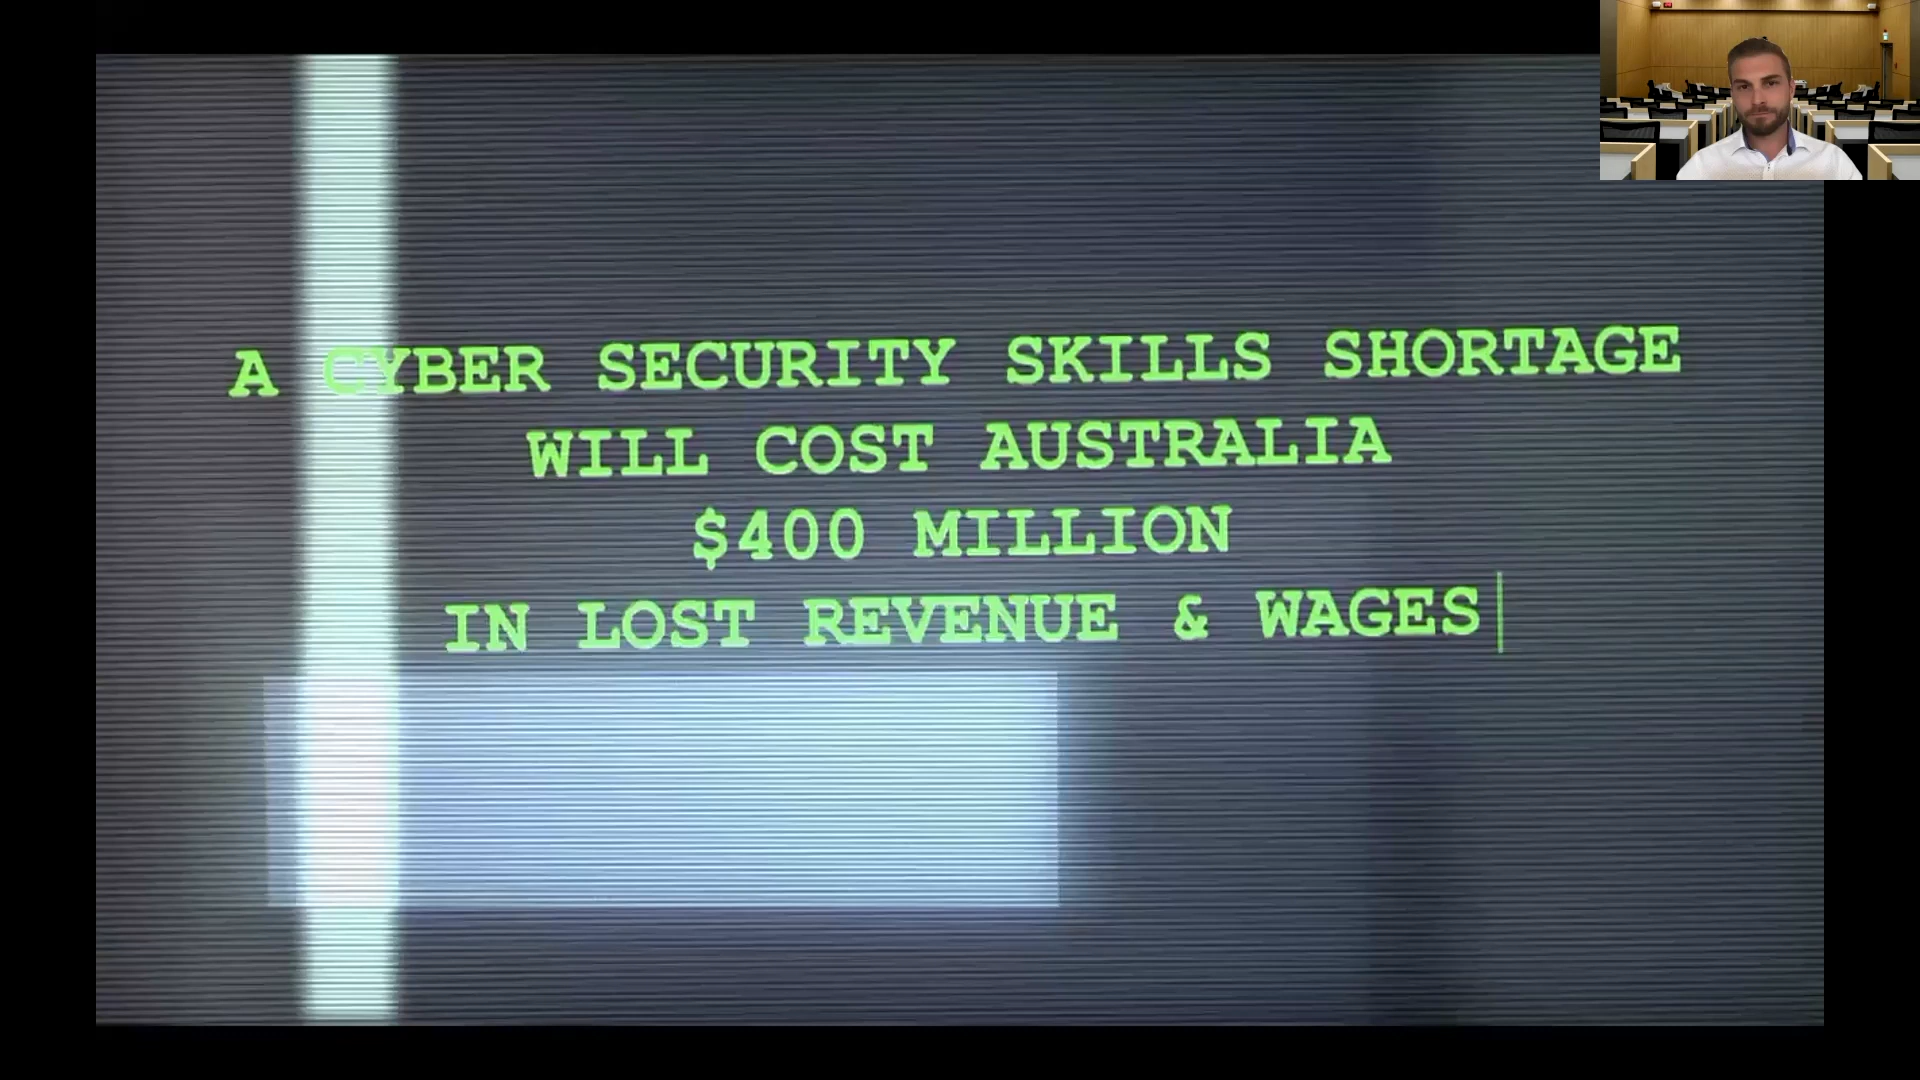 A CYBER SECURITY SKILLS SHORTAGE
WILL COST AUSTRALIA
$400 MILLION
IN LOST REVENUE & WAGES